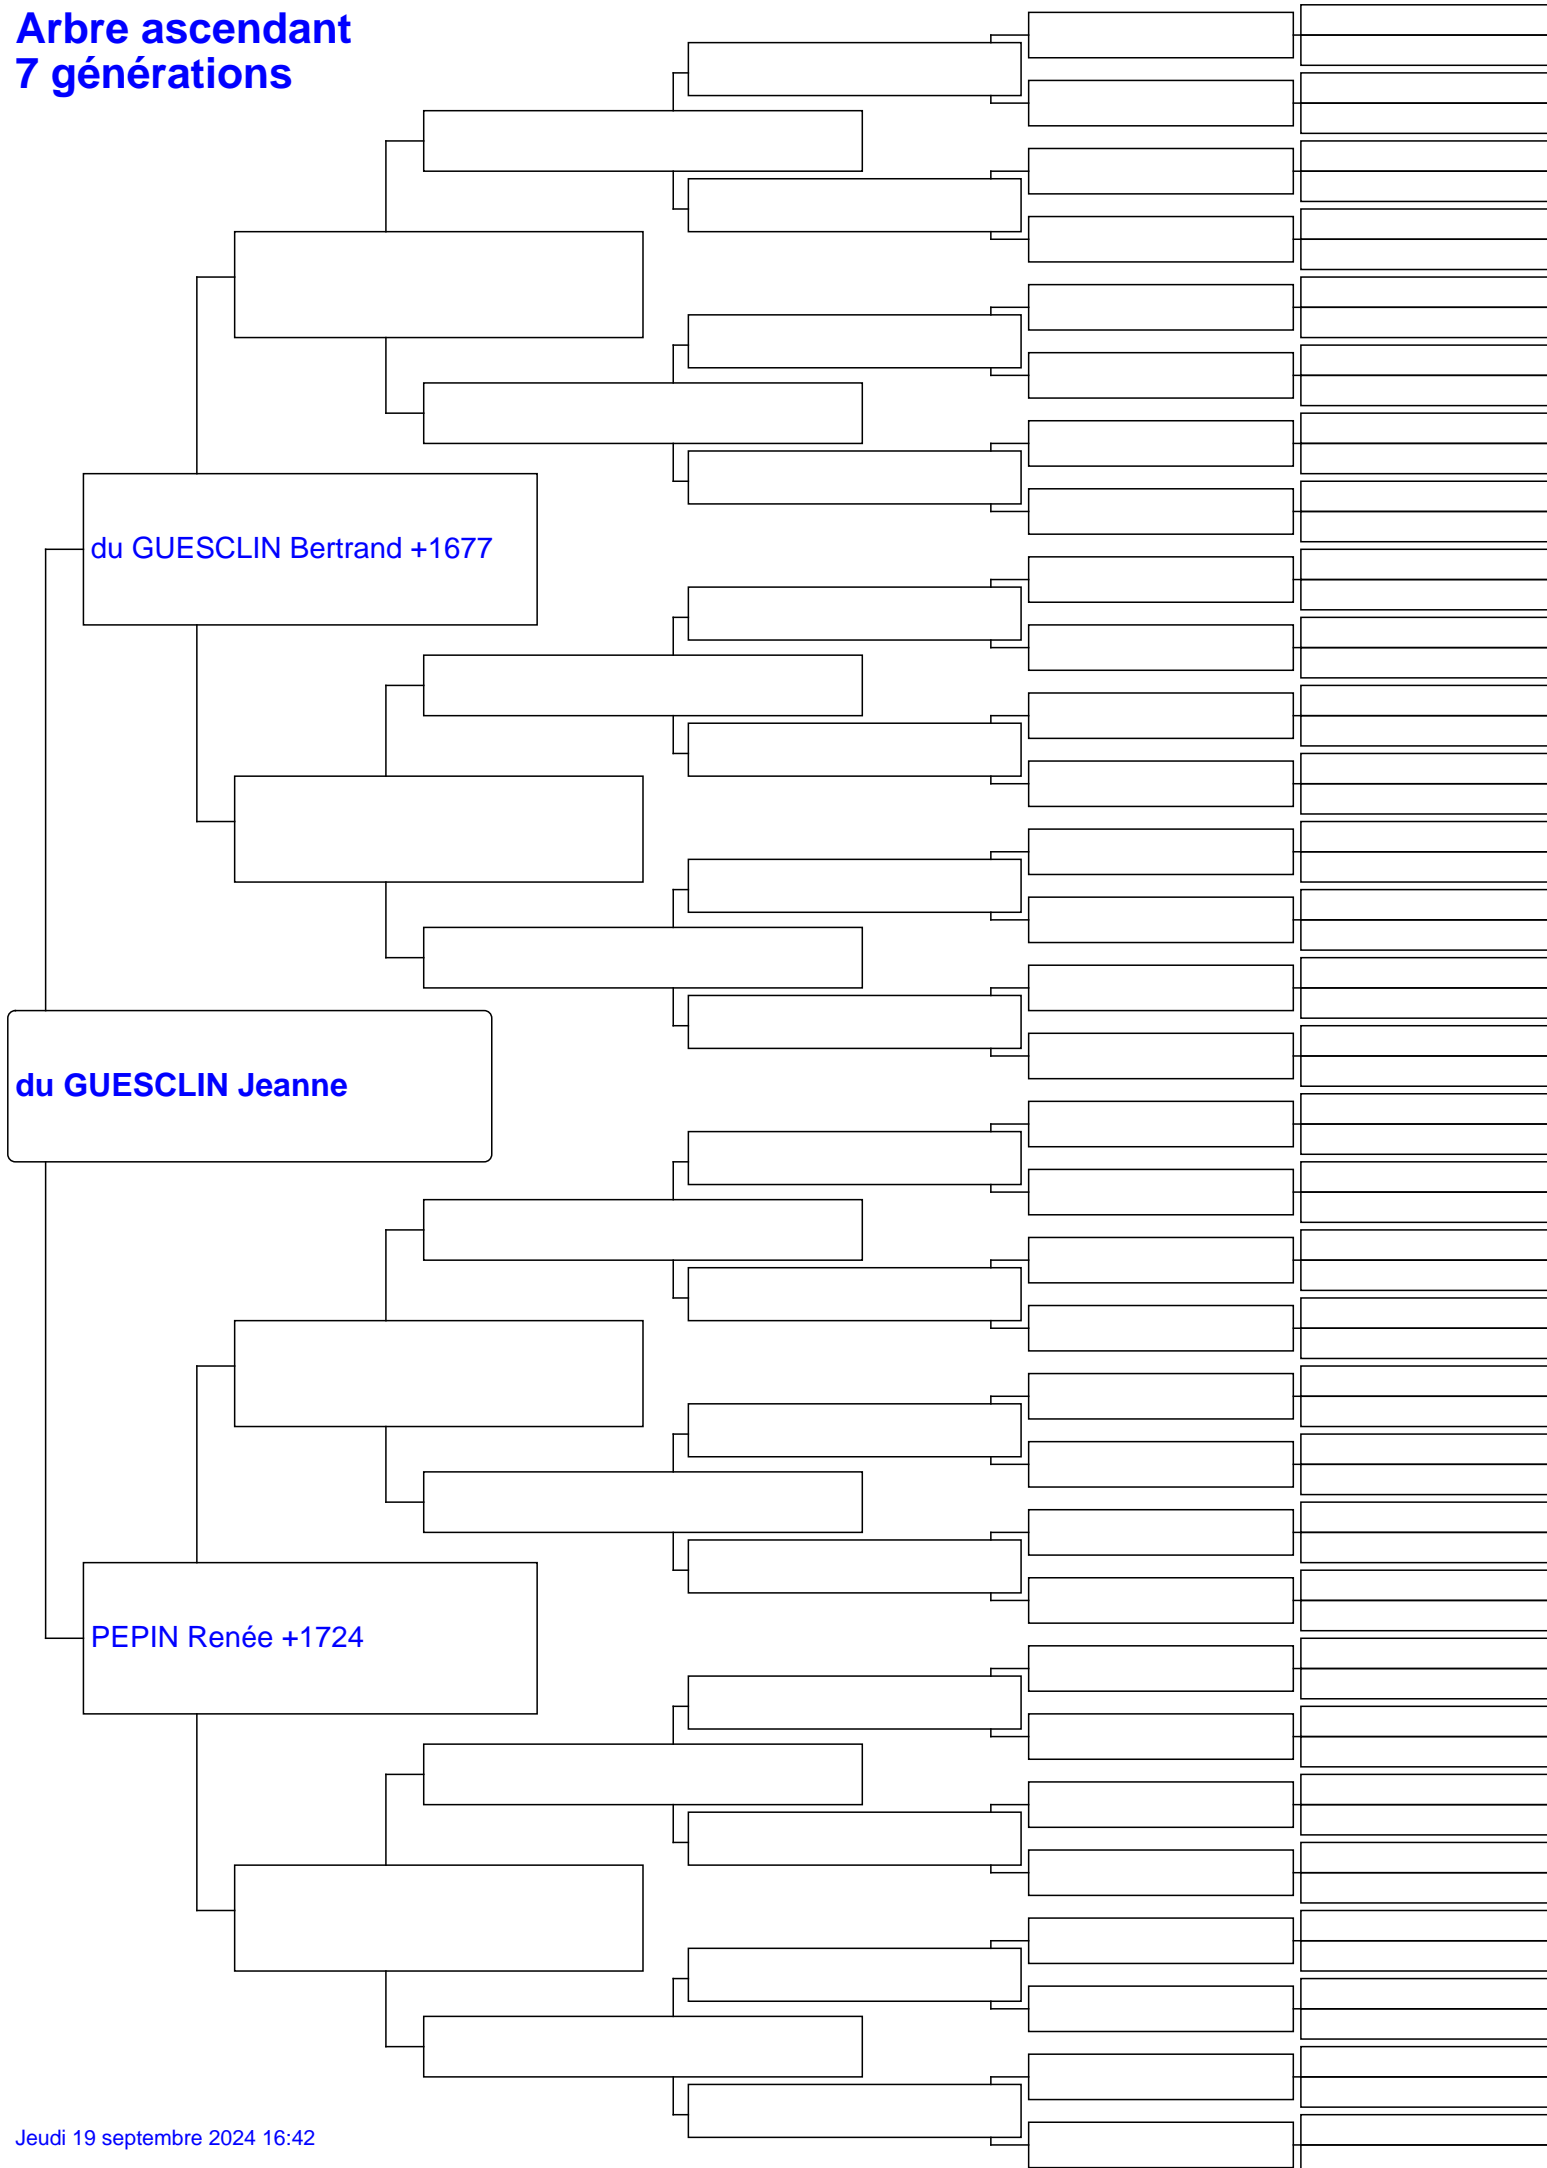 Arbre ascendant
7 générations
du GUESCLIN Bertrand +1677
du GUESCLIN Jeanne
PEPIN Renée +1724
Jeudi 19 septembre 2024 16:42